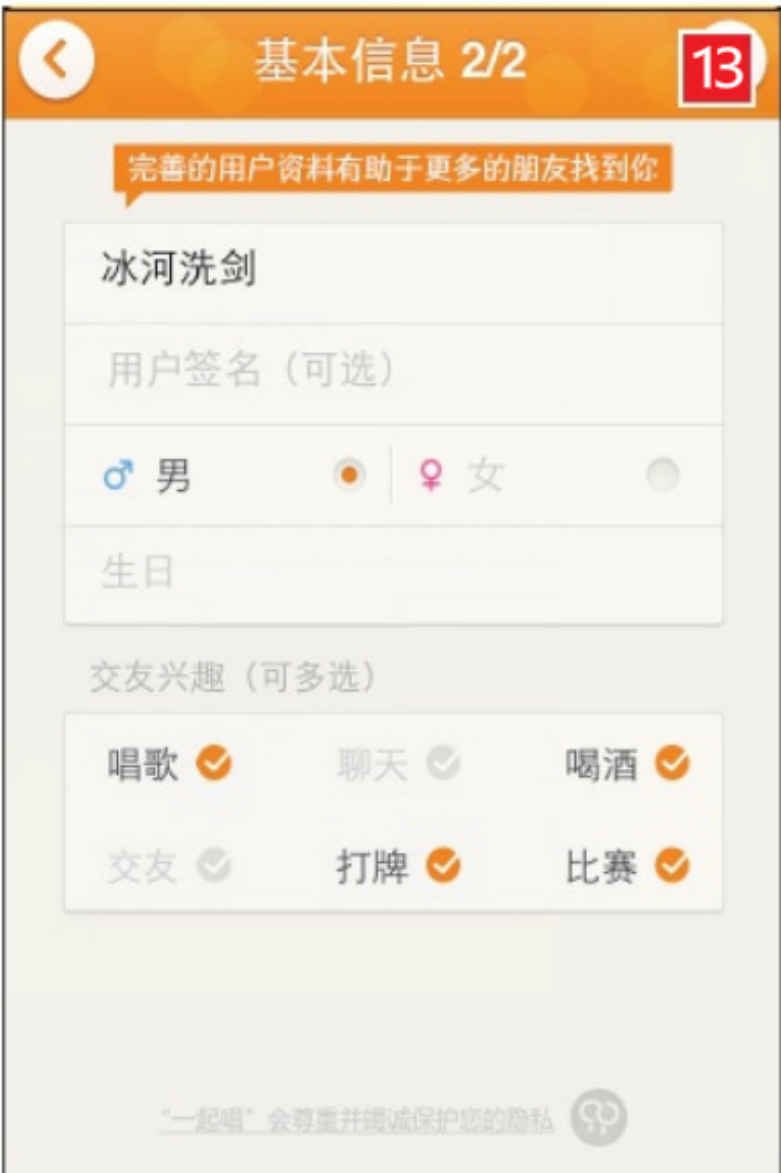 基本信息 2/2
13
完善的用户资料有助于更多的朋友找到你
冰河洗剑
用户签名（可选）
男 女
生日
交友兴趣（可多选）
唱歌 聊天 喝酒
交友 打牌 比赛
“一起唱”会尊重并竭诚保护您的隐私